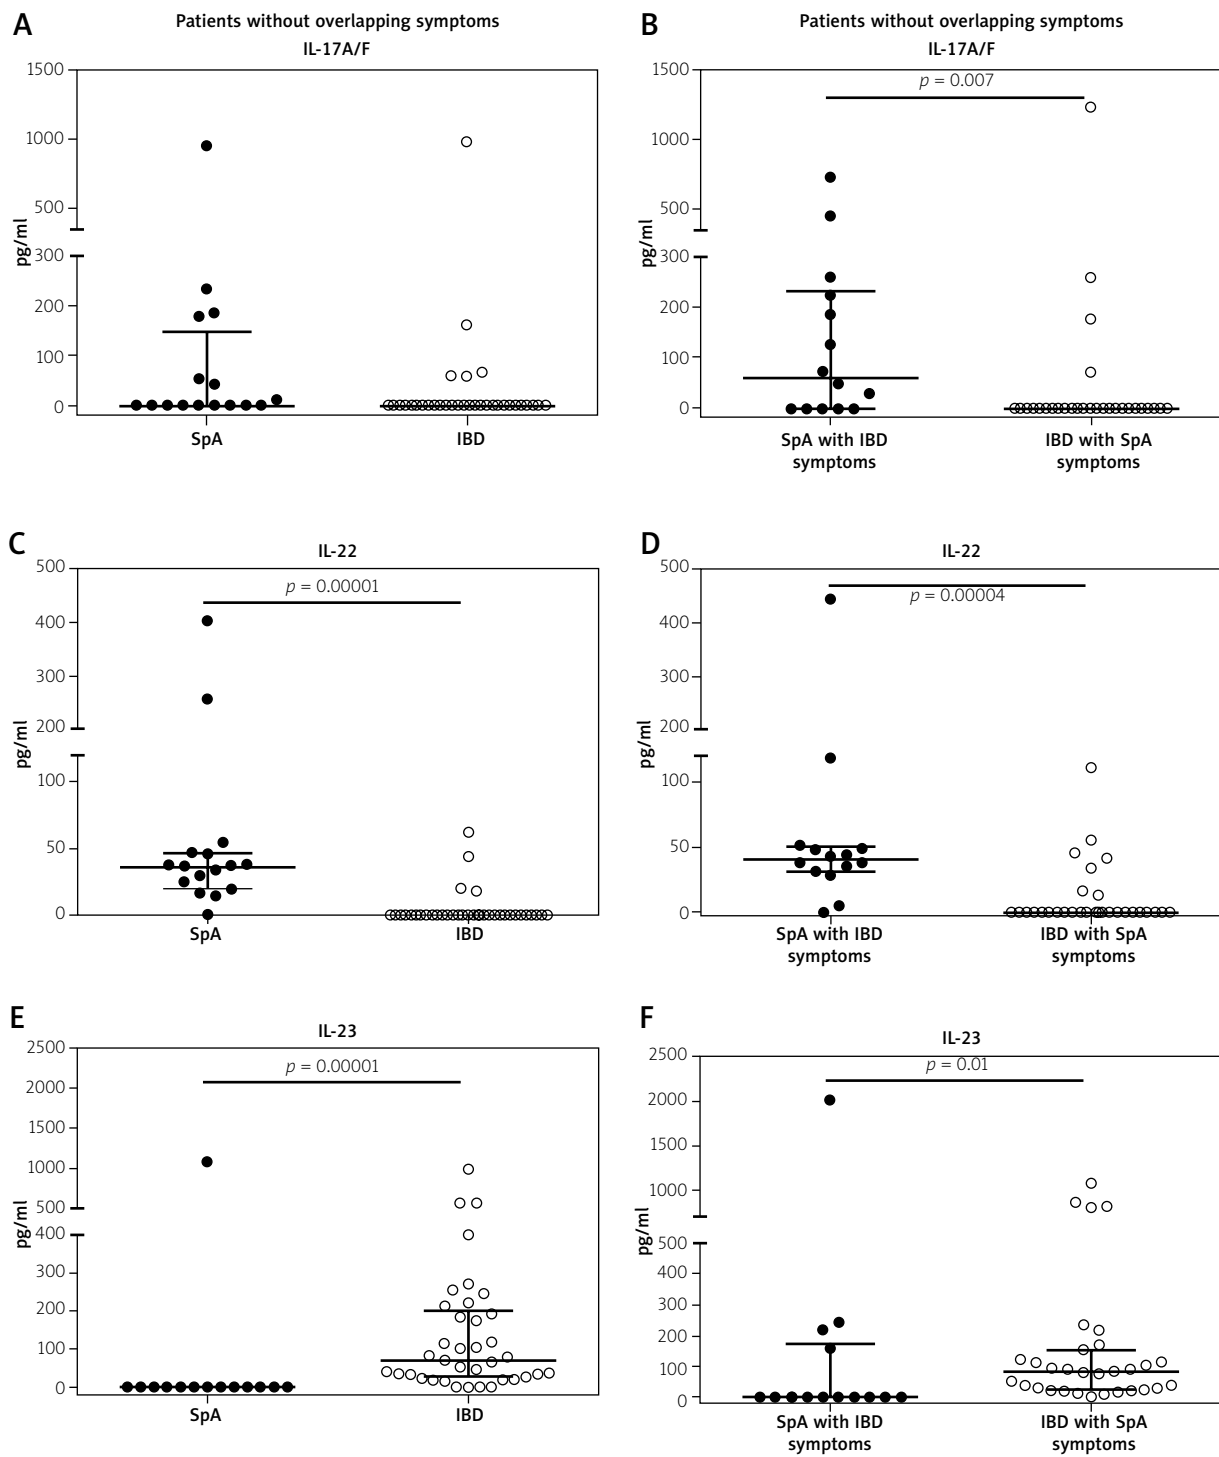 A
Patients without overlapping symptoms
IL-17A/F
1500
1000
500
300
200
100
0
pg/ml
SpA
IBD
B
Patients without overlapping symptoms
IL-17A/F
p = 0.007
1500
1000
500
300
200
100
0
pg/ml
SpA with IBD
symptoms
IBD with SpA
symptoms
C
IL-22
p = 0.00001
500
400
300
200
100
50
0
pg/ml
SpA
IBD
D
IL-22
p = 0.00004
500
400
300
200
100
50
0
pg/ml
SpA with IBD
symptoms
IBD with SpA
symptoms
E
IL-23
p = 0.00001
2500
2000
1500
1000
500
400
300
200
100
0
pg/ml
SpA
IBD
F
IL-23
p = 0.01
2500
2000
1500
1000
500
400
300
200
100
0
pg/ml
SpA with IBD
symptoms
IBD with SpA
symptoms